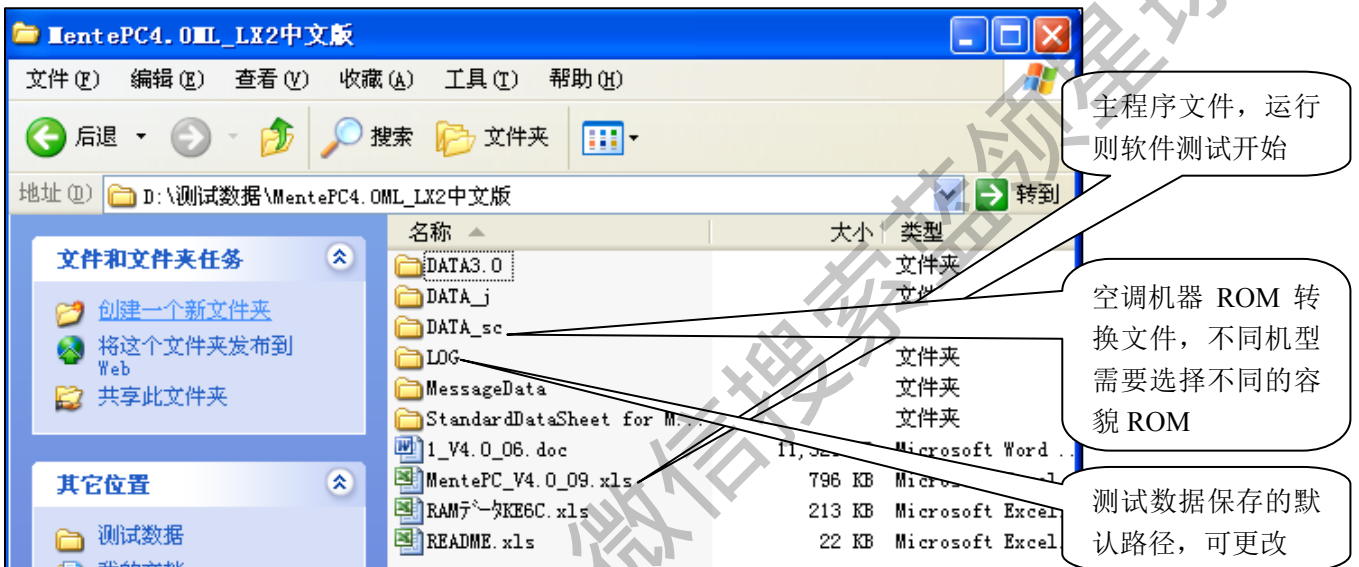 MentePC4.0ML_LX2中文版
文件(F) 编辑(E) 查看(V) 收藏(A) 工具(T) 帮助(H)
后退 搜索 文件夹
地址(D) D:\测试数据\MentePC4.0ML_LX2中文版 转到
名称 大小 类型
文件和文件夹任务
创建一个新文件夹
将这个文件夹发布到
Web
共享此文件夹
其它位置
测试数据
DATA3.0 文件夹
DATA_j
DATA_sc
LOG 文件夹
MessageData 文件夹
StandardDataSheet for M... 文件夹
1_V4.0_06.doc Microsoft Word ..
MentePC_V4.0_09.xls 796 KB
RAMデータKE6C.xls 213 KB Microsoft Excel
README.xls 22 KB Microsoft Excel
主程序文件，运行
则软件测试开始
空调机器 ROM 转
换文件，不同机型
需要选择不同的容
貌 ROM
测试数据保存的默
认路径，可更改
微信搜索蓝领星球